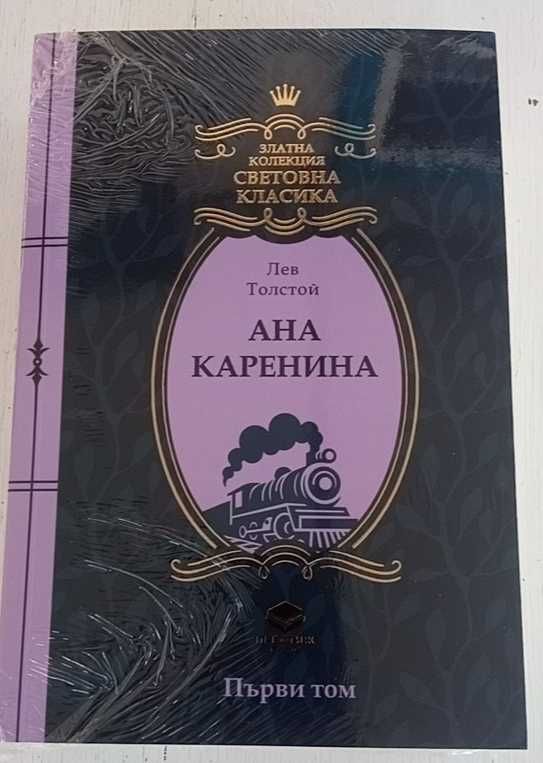 ЗЛАТНА
КОЛЕКЦИЯ
СВЕТОВНА
КЛАСИКА
Лев
Толстой
АНА
КАРЕНИНА
Първи том